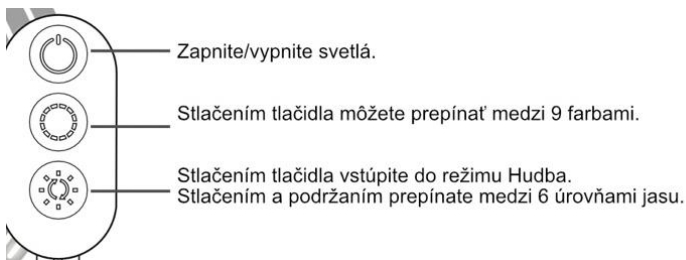 Zapnite/vypnite svetlá.
Stlačením tlačidla môžete prepínať medzi 9 farbami.
Stlačením tlačidla vstúpite do režimu Hudba.
Stlačením a podržaním prepínate medzi 6 úrovňami jasu.